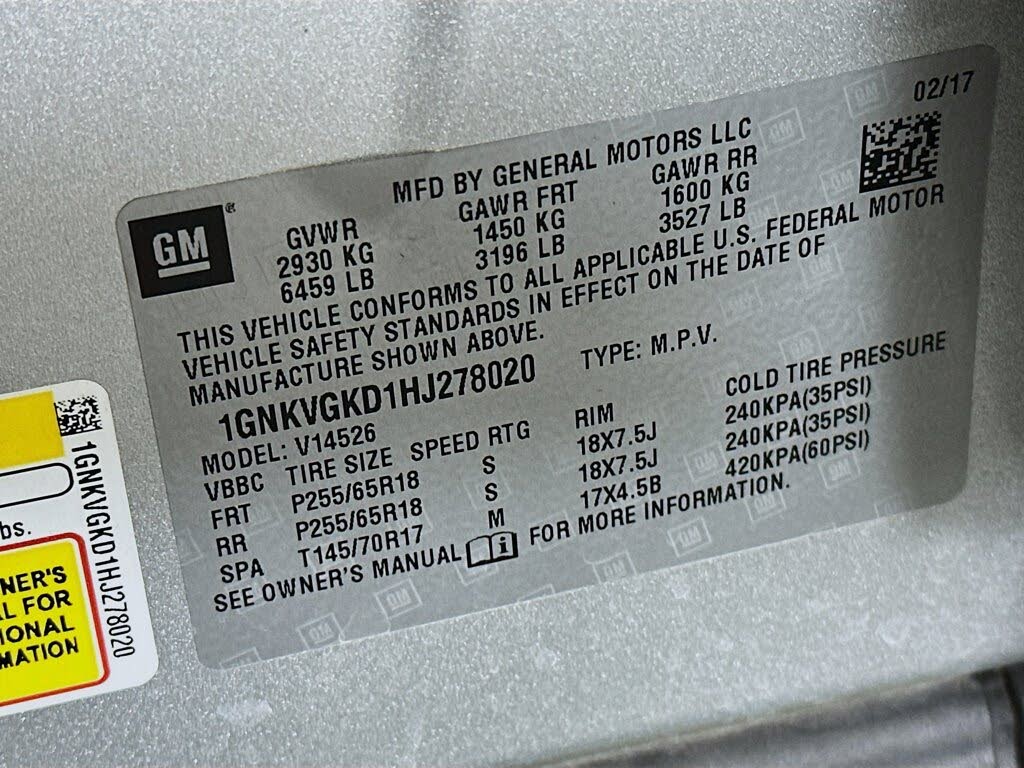 02/17
MFD BY GENERAL MOTORS LLC
GM ®
GVWR GAWR FRT GAWR RR
2930 KG 1450 KG 1600 KG
6459 LB 3196 LB 3527 LB
THIS VEHICLE CONFORMS TO ALL APPLICABLE U.S. FEDERAL MOTOR
VEHICLE SAFETY STANDARDS IN EFFECT ON THE DATE OF
MANUFACTURE SHOWN ABOVE.
1GNKVGKD1HJ278020 TYPE: M.P.V.
MODEL: V14526
VBBC TIRE SIZE SPEED RTG RIM COLD TIRE PRESSURE
FRT P255/65R18 S 18X7.5J 240KPA(35PSI)
RR P255/65R18 S 18X7.5J 240KPA(35PSI)
SPA T145/70R17 M 17X4.5B 420KPA(60PSI)
SEE OWNER'S MANUAL FOR MORE INFORMATION.
1GNKVGKD1HJ278020
bs.
NER'S
L FOR
IONAL
MATION